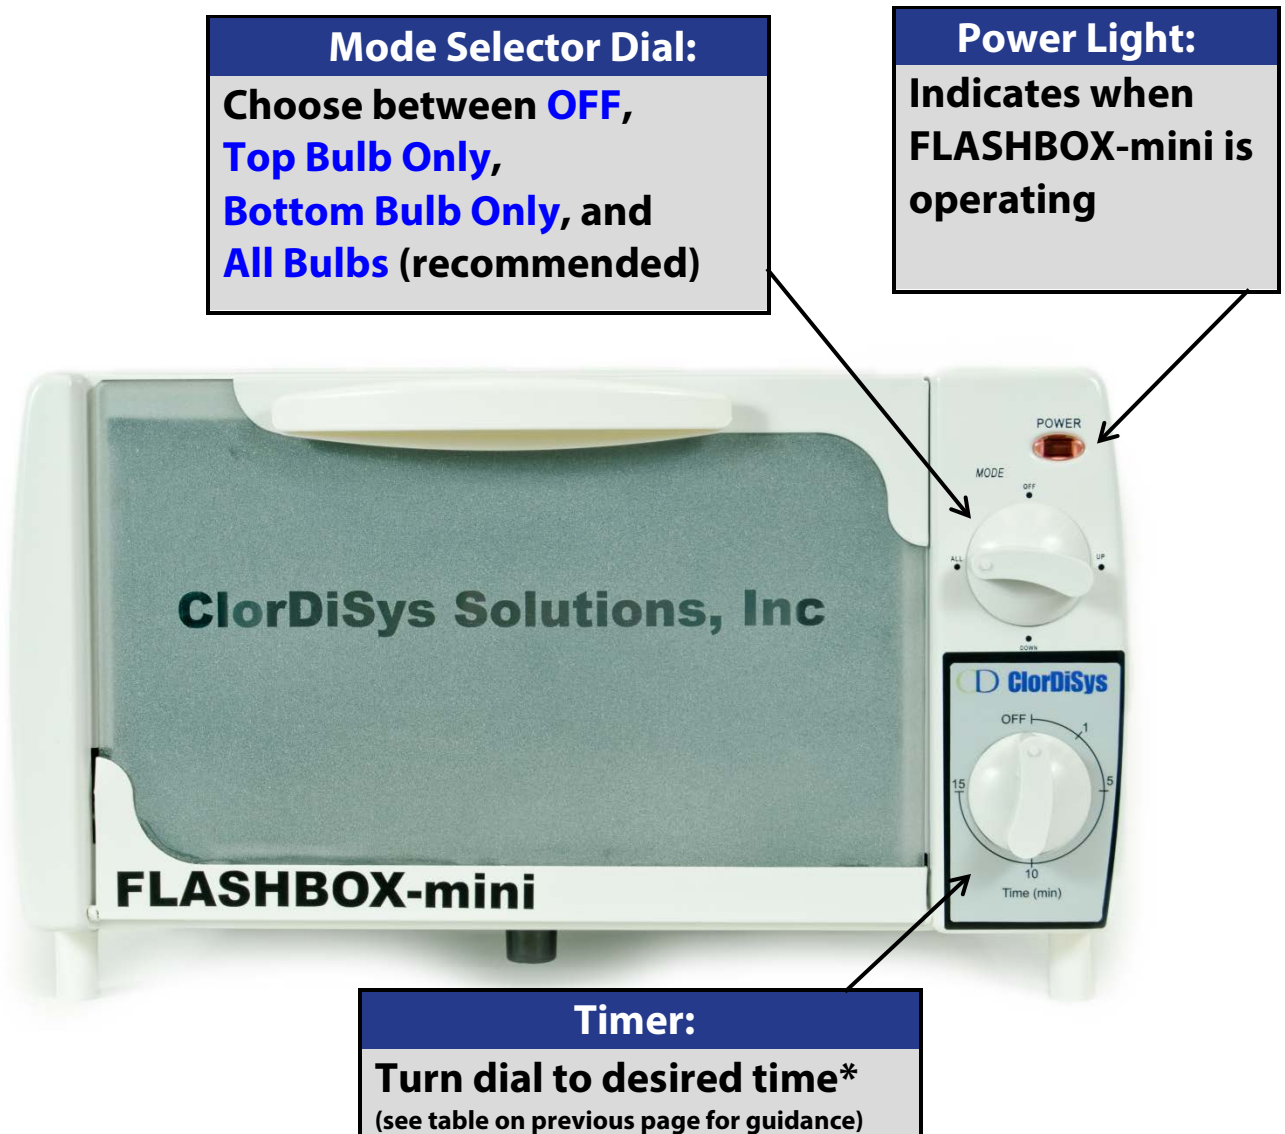 Mode Selector Dial:
Choose between OFF,
Top Bulb Only,
Bottom Bulb Only, and
All Bulbs (recommended)
Power Light:
Indicates when
FLASHBOX-mini is
operating
POWER
MODE
OFF
ALL
UP
DOWN
ClorDiSys Solutions, Inc
CD ClorDiSys
OFF
1
5
15
10
Time (min)
FLASHBOX-mini
Timer:
Turn dial to desired time*
(see table on previous page for guidance)